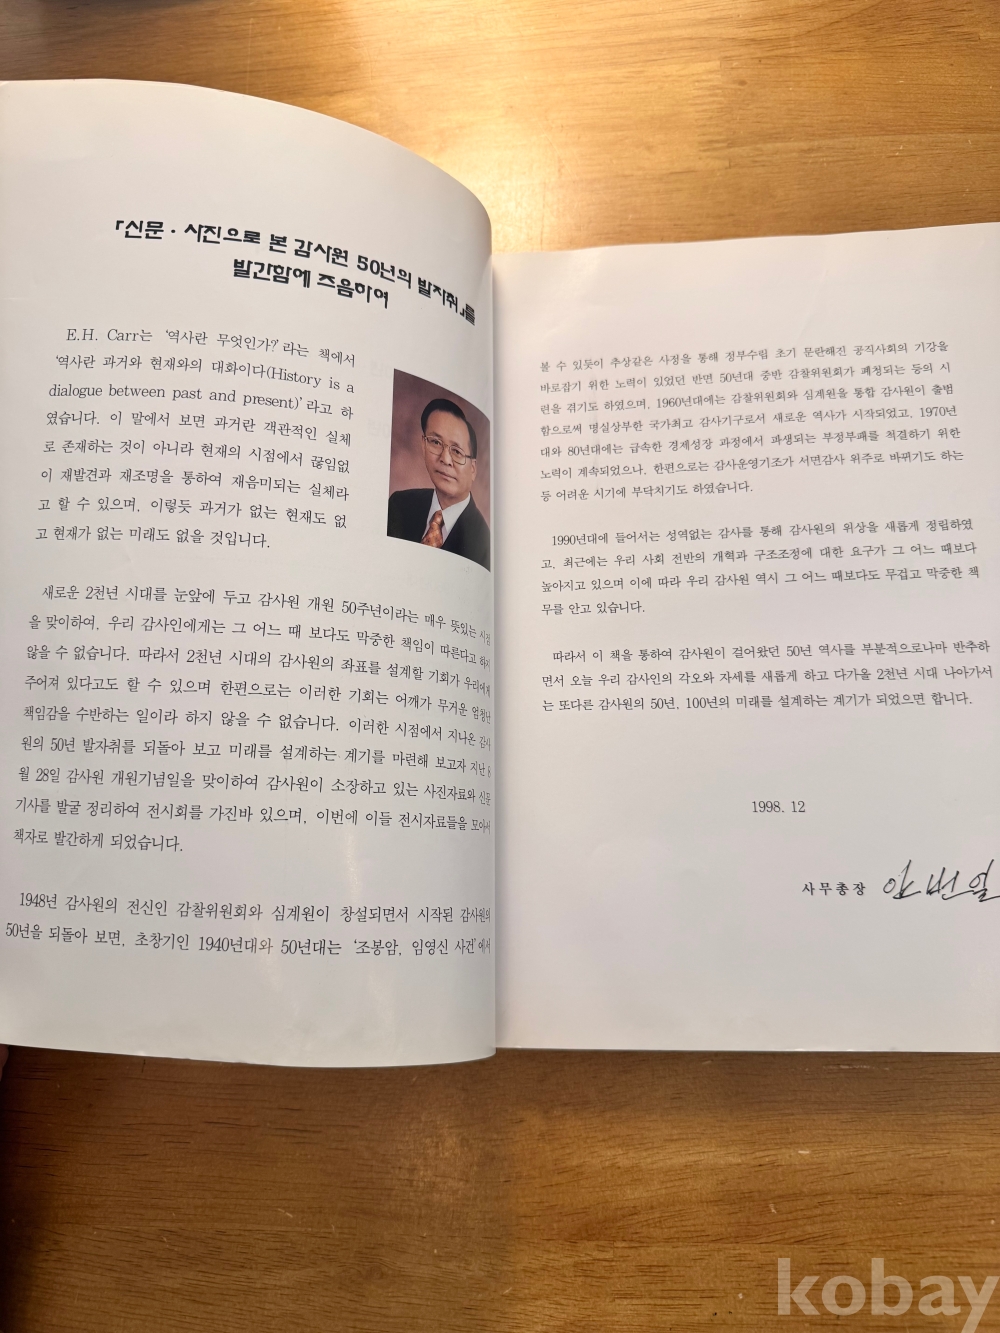 「신문·사진으로 본 감사원 50년의 발자취」를
발간함에 즈음하여
E.H. Carr는 '역사란 무엇인가?'라는 책에서
'역사란 과거와 현재와의 대화이다(History is a
dialogue between past and present)'라고 하
였습니다. 이 말에서 보면 과거란 객관적인 실체
로 존재하는 것이 아니라 현재의 시점에서 끊임없
이 재발견과 재조명을 통하여 재음미되는 실체라
고 할 수 있으며, 이렇듯 과거가 없는 현재도 없
고 현재가 없는 미래도 없을 것입니다.
새로운 2천년 시대를 눈앞에 두고 감사원 개원 50주년이라는 매우 뜻있는 시점
을 맞이하여, 우리 감사인에게는 그 어느 때 보다도 막중한 책임이 따른다고 하지
않을 수 없습니다. 따라서 2천년 시대의 감사원의 좌표를 설계할 기회가 우리에게
주어져 있다고도 할 수 있으며 한편으로는 이러한 기회는 어깨가 무거운 엄청난
책임감을 수반하는 일이라 하지 않을 수 없습니다. 이러한 시점에서 지나온 감사
원의 50년 발자취를 되돌아 보고 미래를 설계하는 계기를 마련해 보고자 지난 8
월 28일 감사원 개원기념일을 맞이하여 감사원이 소장하고 있는 사진자료와 신문
기사를 발굴 정리하여 전시회를 가진바 있으며, 이번에 이들 전시자료들을 모아서
책자로 발간하게 되었습니다.
1948년 감사원의 전신인 감찰위원회와 심계원이 창설되면서 시작된 감사원의
50년을 되돌아 보면, 초창기인 1940년대와 50년대는 '조봉암, 임영신 사건'에서
볼 수 있듯이 추상같은 사정을 통해 정부수립 초기 문란해진 공직사회의 기강을
바로잡기 위한 노력이 있었던 반면 50년대 중반 감찰위원회가 폐청되는 등의 시
련을 겪기도 하였으며, 1960년대에는 감찰위원회와 심계원을 통합 감사원이 출범
함으로써 명실상부한 국가최고 감사기구로서 새로운 역사가 시작되었고, 1970년
대와 80년대에는 급속한 경제성장 과정에서 파생되는 부정부패를 척결하기 위한
노력이 계속되었으나, 한편으로는 감사운영기조가 서면감사 위주로 바뀌기도 하는
등 어려운 시기에 부닥치기도 하였습니다.
1990년대에 들어서는 성역없는 감사를 통해 감사원의 위상을 새롭게 정립하였
고, 최근에는 우리 사회 전반의 개혁과 구조조정에 대한 요구가 그 어느 때보다
높아지고 있으며 이에 따라 우리 감사원 역시 그 어느 때보다도 무겁고 막중한 책
무를 안고 있습니다.
따라서 이 책을 통하여 감사원이 걸어왔던 50년 역사를 부분적으로나마 반추하
면서 오늘 우리 감사인의 각오와 자세를 새롭게 하고 다가올 2천년 시대 나아가서
는 또다른 감사원의 50년, 100년의 미래를 설계하는 계기가 되었으면 합니다.
1998. 12
사무총장
kobay